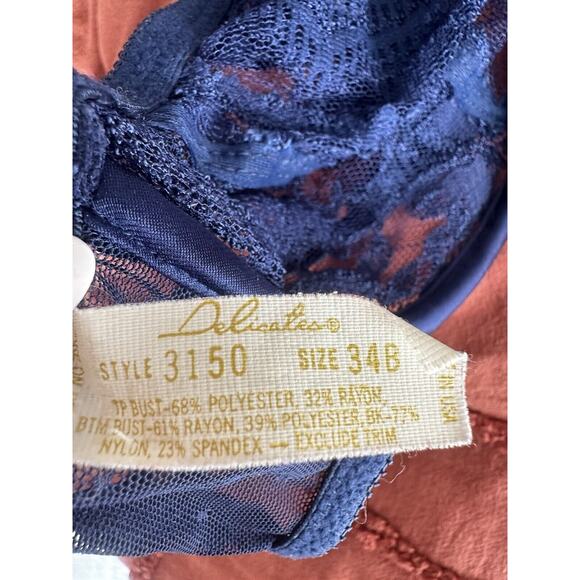 Delicates®
STYLE 3150 SIZE 34B
TP BUST-68% POLYESTER, 32% RAYON,
BTM BUST-61% RAYON, 39% POLYESTER, BK-77%
NYLON, 23% SPANDEX — EXCLUDE TRIM